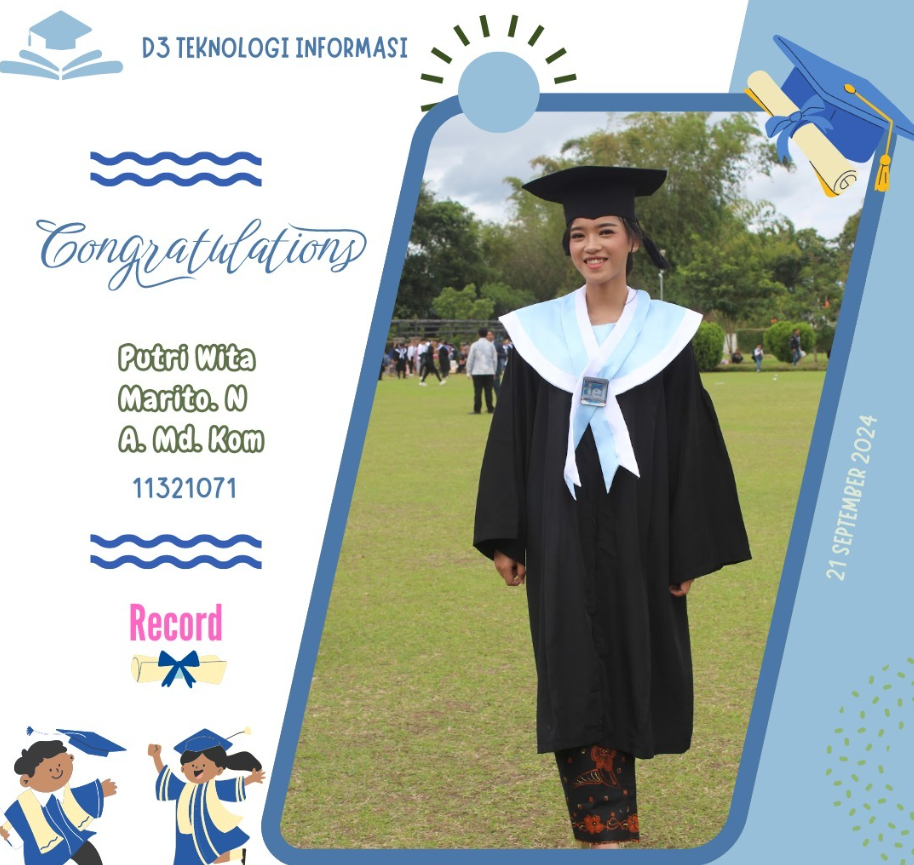 D3 TEKNOLOGI INFORMASI
Congratulations
Putri Wita
Marito. N
A. Md. Kom
11321071
Record
21 SEPTEMBER 2024